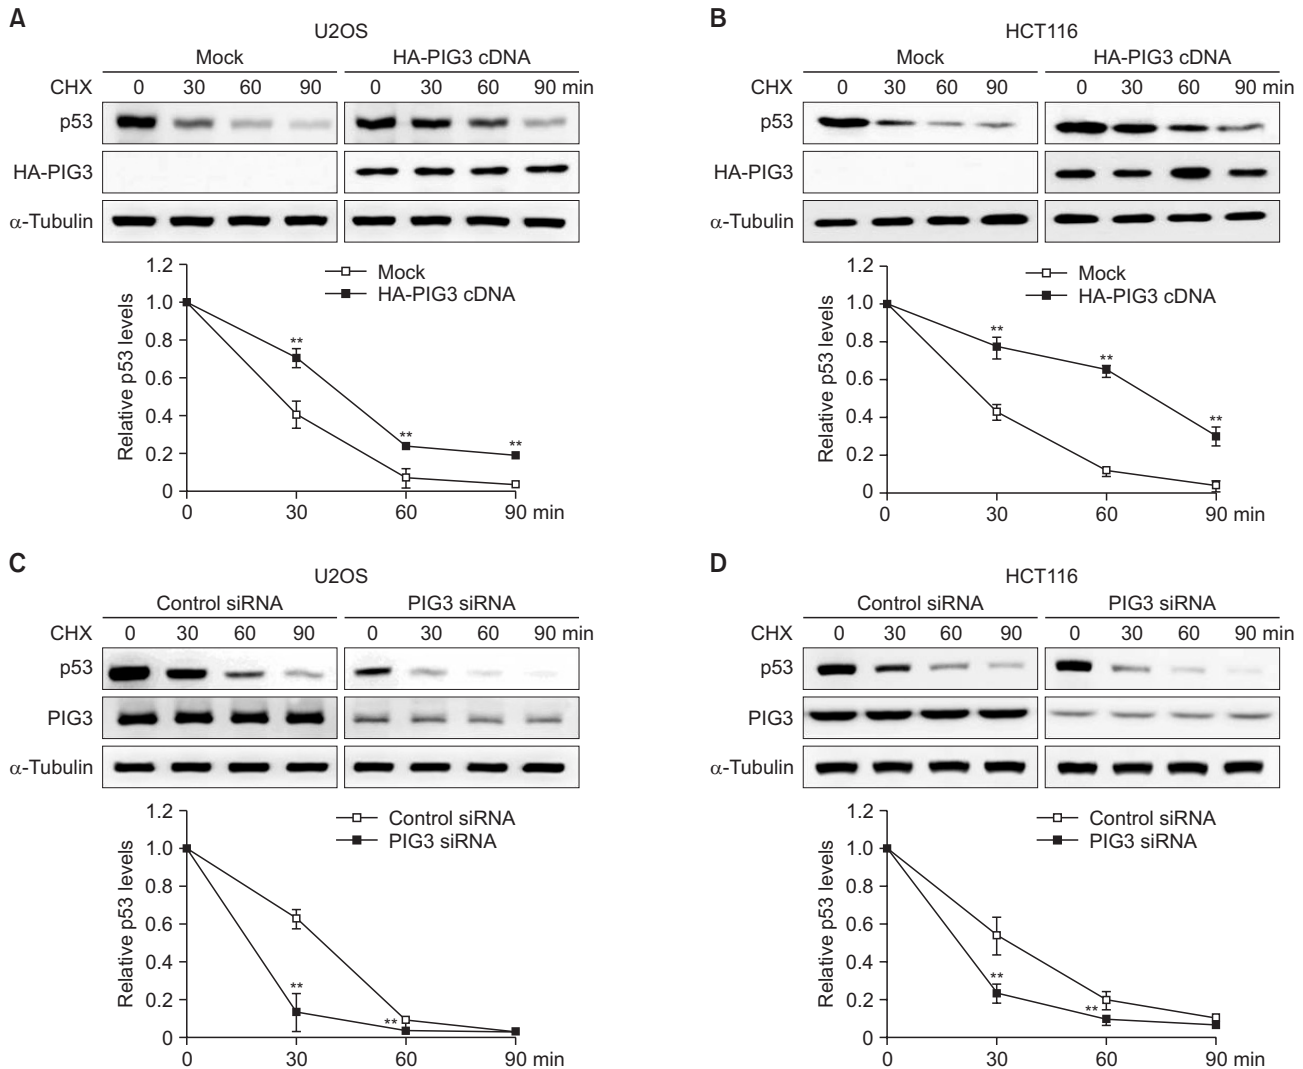 A
U2OS
Mock HA-PIG3 cDNA
CHX 0 30 60 90 0 30 60 90 min
p53
HA-PIG3
α-Tubulin
Mock
HA-PIG3 cDNA
Relative p53 levels
1.2
1.0
0.8
0.6
0.4
0.2
0
** ** **
0 30 60 90 min
B
HCT116
Mock HA-PIG3 cDNA
CHX 0 30 60 90 0 30 60 90 min
p53
HA-PIG3
α-Tubulin
Mock
HA-PIG3 cDNA
Relative p53 levels
1.2
1.0
0.8
0.6
0.4
0.2
0
** ** **
0 30 60 90 min
C
U2OS
Control siRNA PIG3 siRNA
CHX 0 30 60 90 0 30 60 90 min
p53
PIG3
α-Tubulin
Control siRNA
PIG3 siRNA
Relative p53 levels
1.2
1.0
0.8
0.6
0.4
0.2
0
** **
0 30 60 90 min
D
HCT116
Control siRNA PIG3 siRNA
CHX 0 30 60 90 0 30 60 90 min
p53
PIG3
α-Tubulin
Control siRNA
PIG3 siRNA
Relative p53 levels
1.2
1.0
0.8
0.6
0.4
0.2
0
** **
0 30 60 90 min